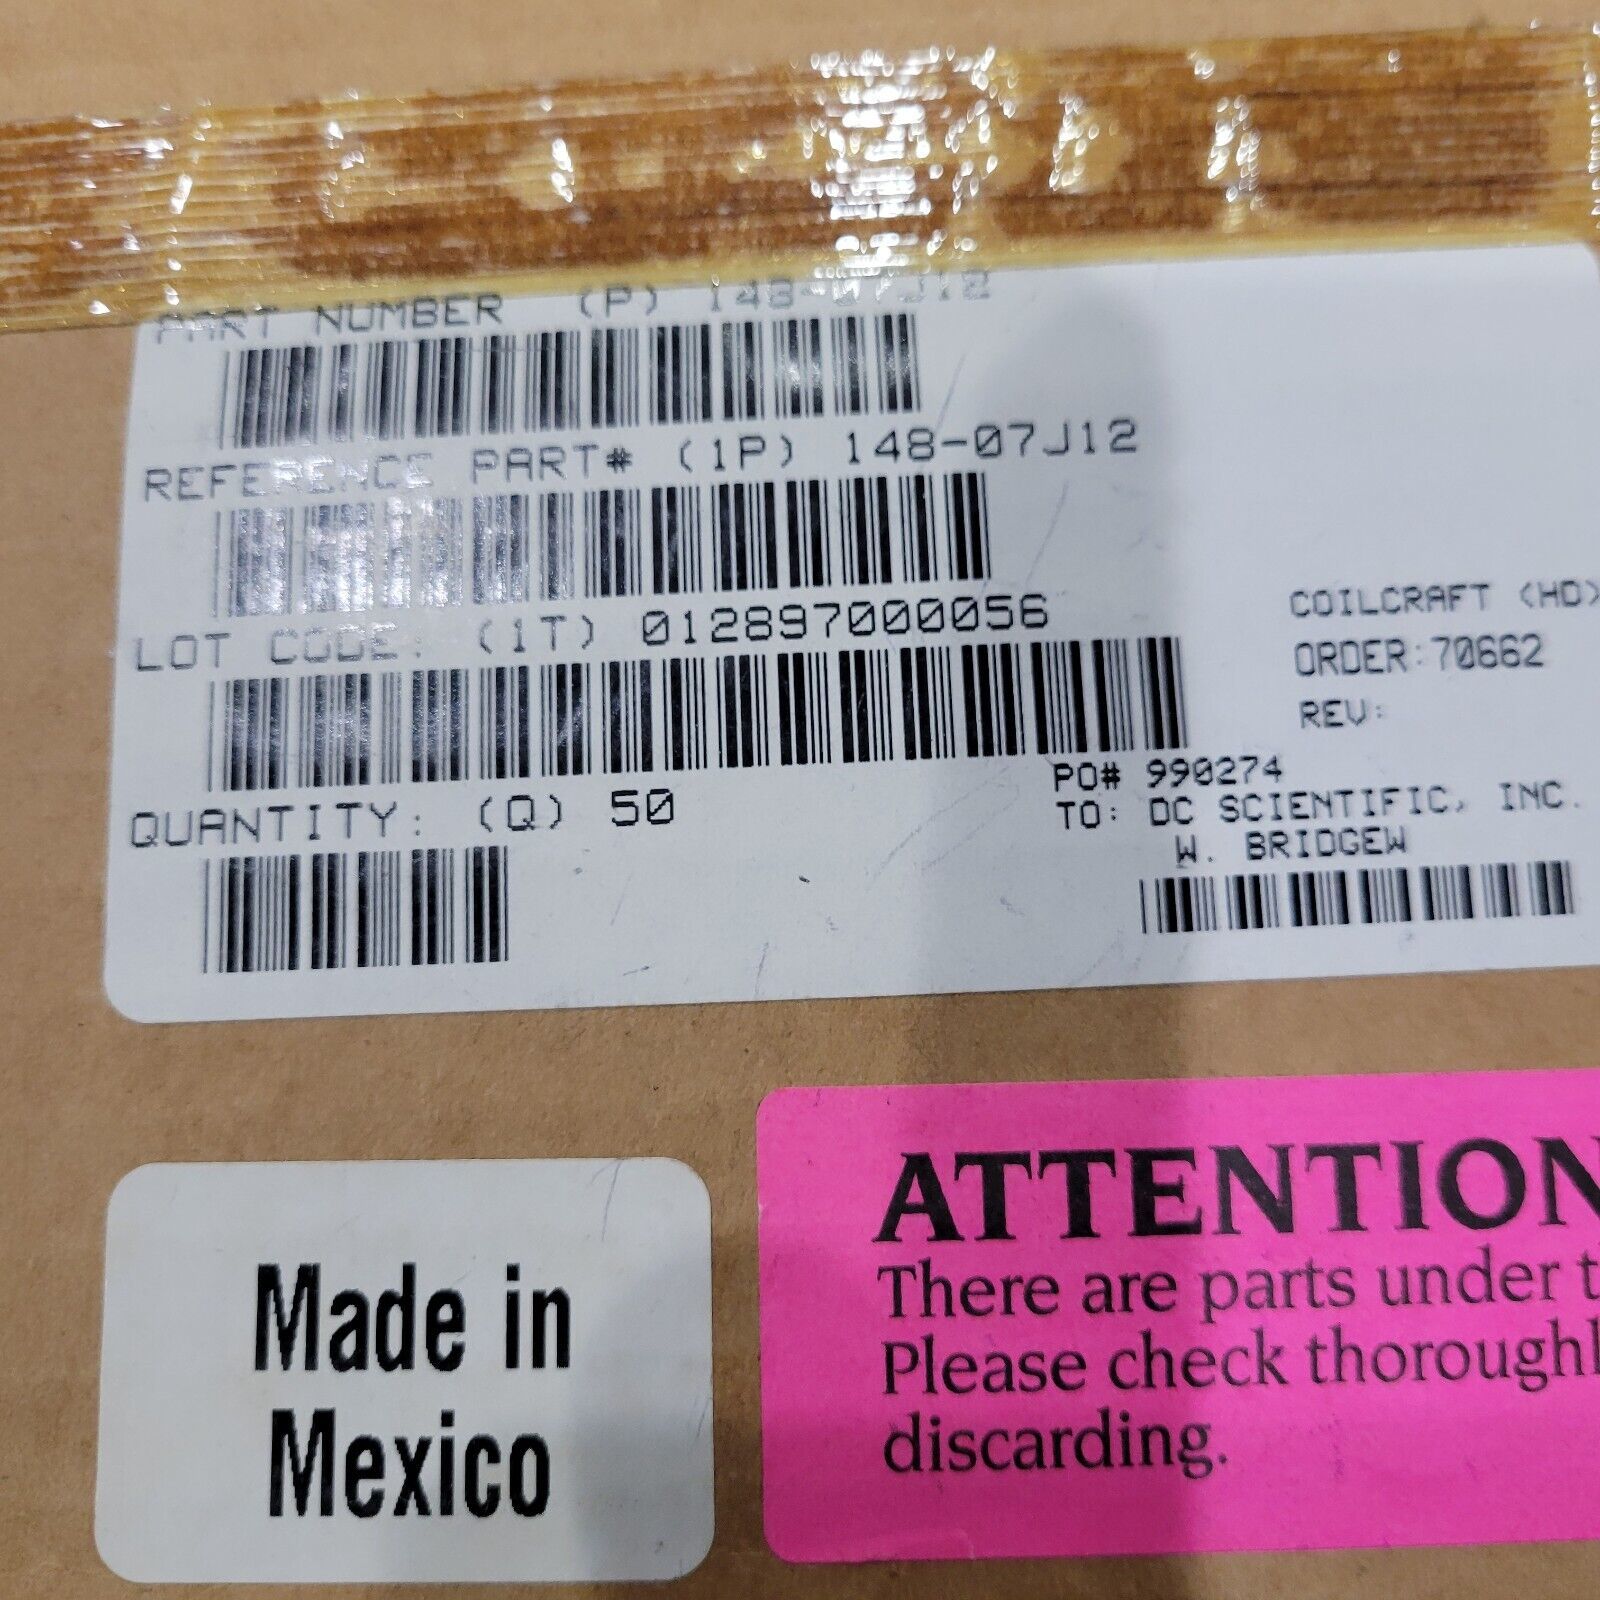 PART NUMBER (P) 148-07J12
REFERENCE PART# (1P) 148-07J12
LOT CODE: (1T) 012897000056
QUANTITY: (Q) 50
COILCRAFT (HD)
ORDER:70662
REV:
PO# 990274
TO: DC SCIENTIFIC, INC.
W. BRIDGEW
Made in
Mexico
ATTENTION
There are parts under
Please check
discarding.